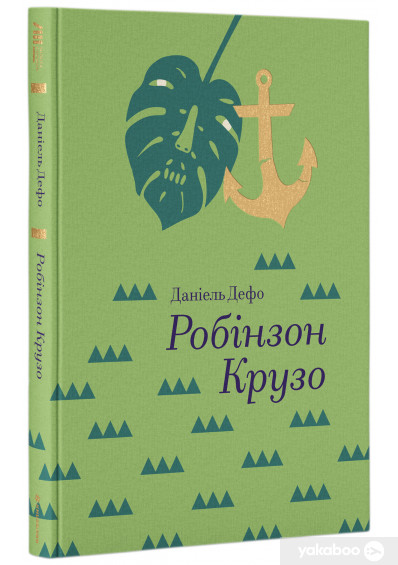 Даніель Дефо
Робінзон Крузо
Даніель Дефо
Робінзон
Крузо
yakaboo